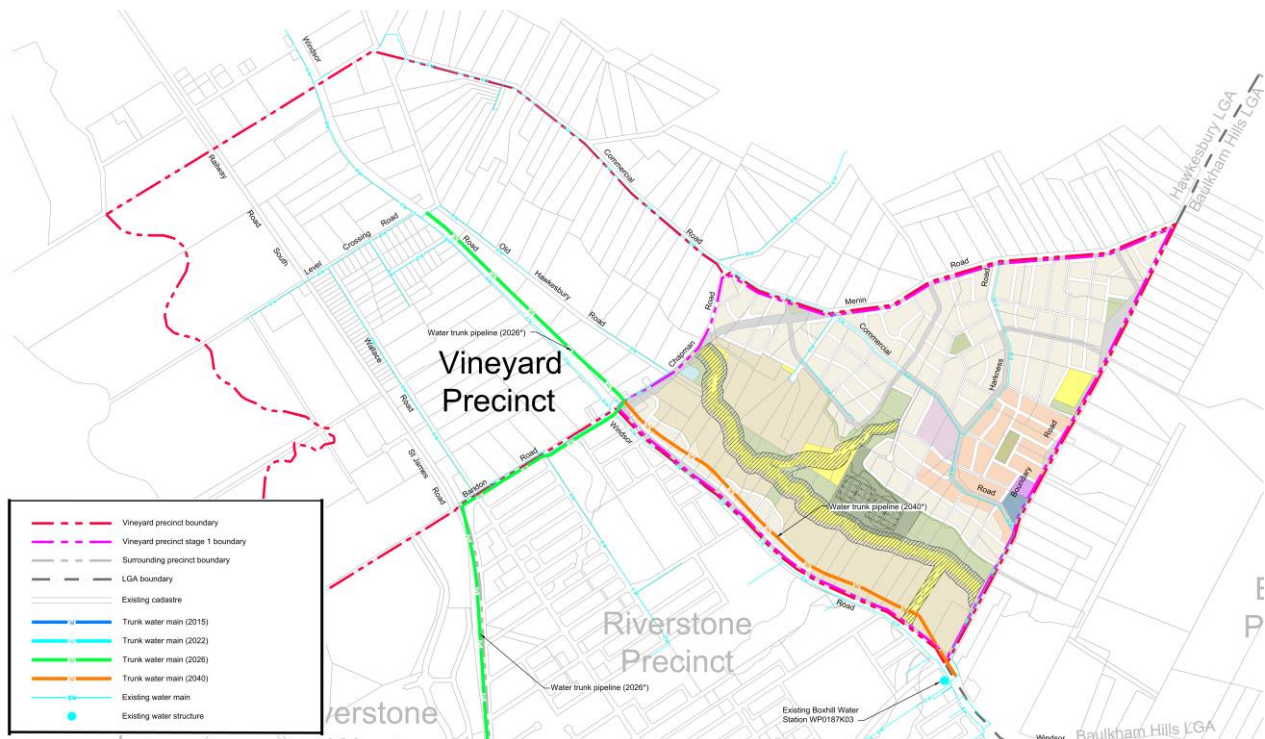 Windsor
Railway
Road
South
Level
Crossing
Road
Road
Old
Hawkesbury
Road
Commercial
Road
Hawkesbury LGA
Baulkham Hills LGA
Water trunk pipeline (2026*)
Vineyard
Precinct
Chapman
Road
Menin
Road
Road
Commercial
Harkness
Wallace
Road
St James
Road
Bandon
Road
Windsor
Road
Boundary
Road
Water trunk pipeline (2040*)
Road
Riverstone
Precinct
Water trunk pipeline (2026*)
Existing Boxhill Water
Station WP0187K03
Windsor
Baulkham Hills LGA
verstone
E
P
Vineyard precinct boundary
Vineyard precinct stage 1 boundary
Surrounding precinct boundary
LGA boundary
Existing cadastre
W Trunk water main (2015)
W Trunk water main (2022)
W Trunk water main (2026)
W Trunk water main (2040)
EW Existing water main
Existing water structure